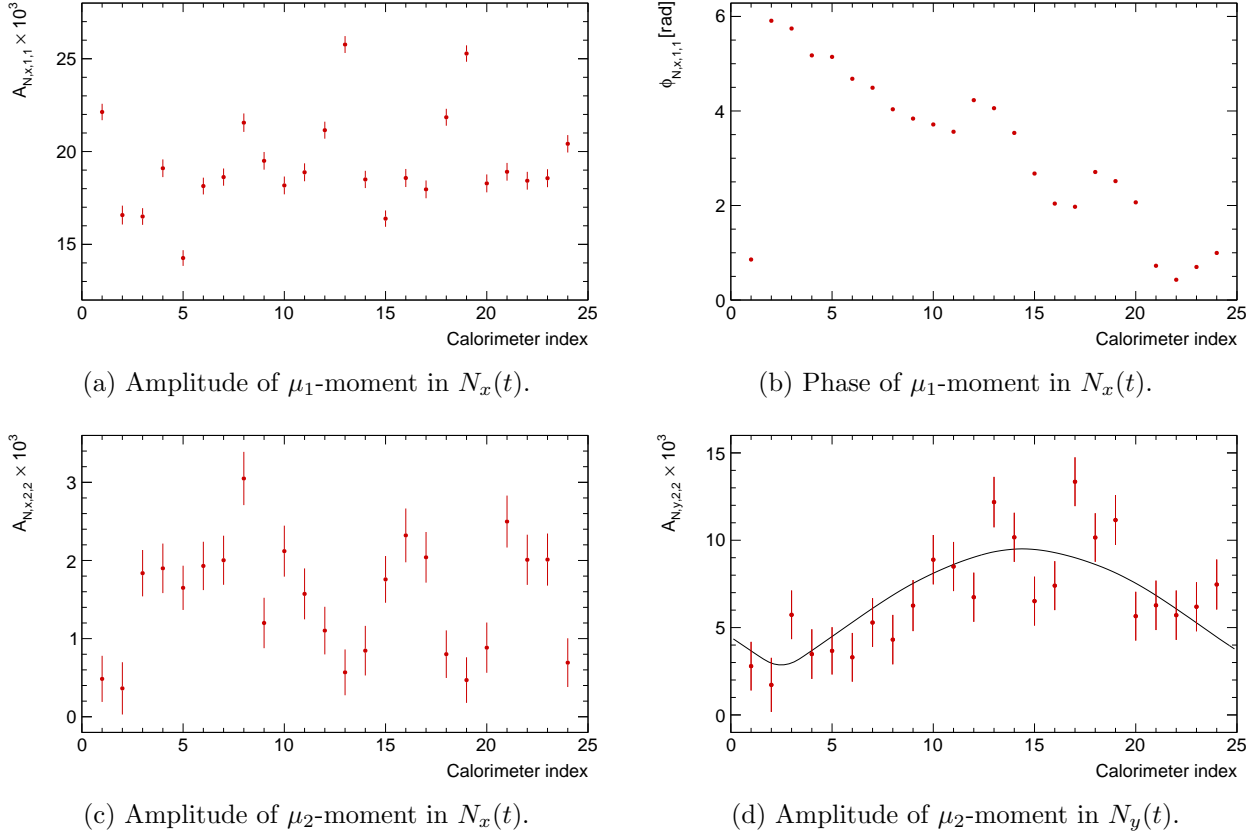 A_{N,x,1,1} × 10^3
25
20
15
0 5 10 15 20 25
Calorimeter index
(a) Amplitude of μ₁-moment in N_x(t).
ϕ_{N,x,1,1} [rad]
6
4
2
0
0 5 10 15 20 25
Calorimeter index
(b) Phase of μ₁-moment in N_x(t).
A_{N,x,2,2} × 10^3
3
2
1
0
0 5 10 15 20 25
Calorimeter index
(c) Amplitude of μ₂-moment in N_x(t).
A_{N,y,2,2} × 10^3
15
10
5
0
0 5 10 15 20 25
Calorimeter index
(d) Amplitude of μ₂-moment in N_y(t).